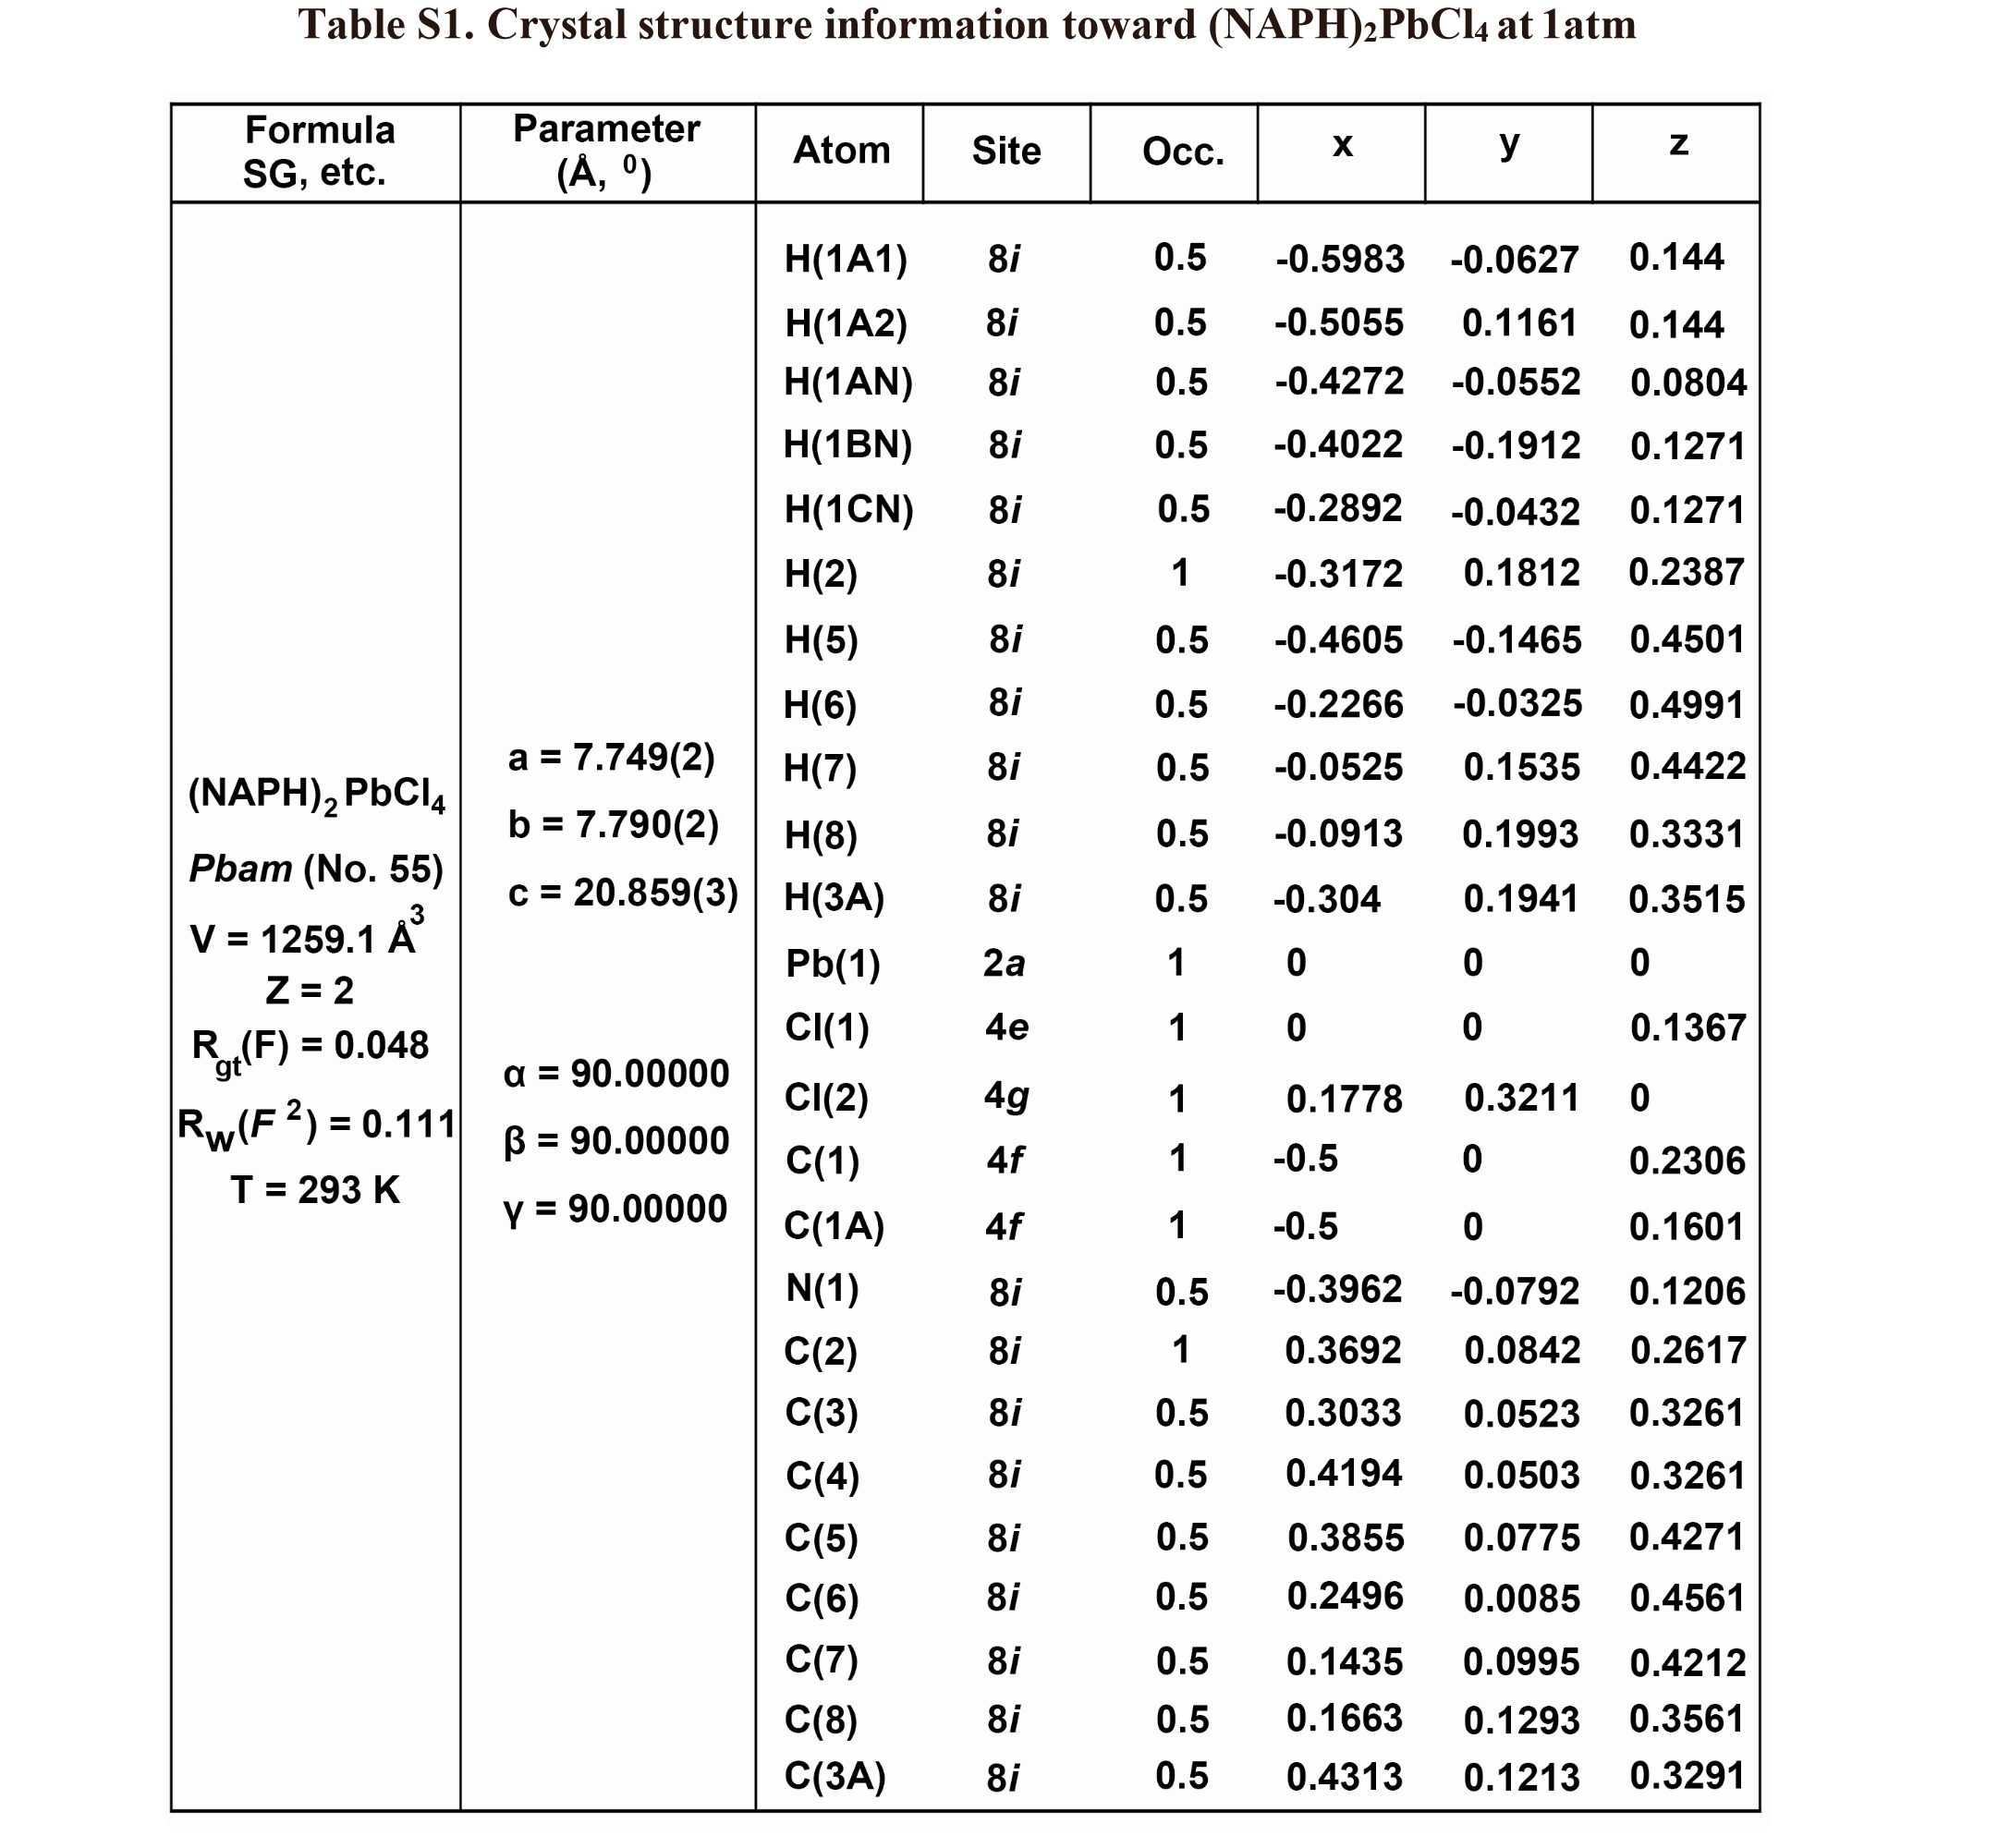 Table S1. Crystal structure information toward (NAPH)₂PbCl₄ at 1atm
Formula SG, etc. Parameter (Å, ⁰) Atom Site Occ. x y z
H(1A1) 8i 0.5 -0.5983 -0.0627 0.144
H(1A2) 8i 0.5 -0.5055 0.1161 0.144
H(1AN) 8i 0.5 -0.4272 -0.0552 0.0804
H(1BN) 8i 0.5 -0.4022 -0.1912 0.1271
H(1CN) 8i 0.5 -0.2892 -0.0432 0.1271
H(2) 8i 1 -0.3172 0.1812 0.2387
H(5) 8i 0.5 -0.4605 -0.1465 0.4501
H(6) 8i 0.5 -0.2266 -0.0325 0.4991
H(7) 8i 0.5 -0.0525 0.1535 0.4422
H(8) 8i 0.5 -0.0913 0.1993 0.3331
H(3A) 8i 0.5 -0.304 0.1941 0.3515
Pb(1) 2a 1 0 0 0
Cl(1) 4e 1 0 0 0.1367
Cl(2) 4g 1 0.1778 0.3211 0
C(1) 4f 1 -0.5 0 0.2306
C(1A) 4f 1 -0.5 0 0.1601
N(1) 8i 0.5 -0.3962 -0.0792 0.1206
C(2) 8i 1 0.3692 0.0842 0.2617
C(3) 8i 0.5 0.3033 0.0523 0.3261
C(4) 8i 0.5 0.4194 0.0503 0.3261
C(5) 8i 0.5 0.3855 0.0775 0.4271
C(6) 8i 0.5 0.2496 0.0085 0.4561
C(7) 8i 0.5 0.1435 0.0995 0.4212
C(8) 8i 0.5 0.1663 0.1293 0.3561
C(3A) 8i 0.5 0.4313 0.1213 0.3291
(NAPH)₂PbCl₄
Pbam (No. 55)
V = 1259.1 Å³
Z = 2
Rgt(F) = 0.048
RW(F²) = 0.111
T = 293 K
a = 7.749(2)
b = 7.790(2)
c = 20.859(3)
α = 90.00000
β = 90.00000
γ = 90.00000